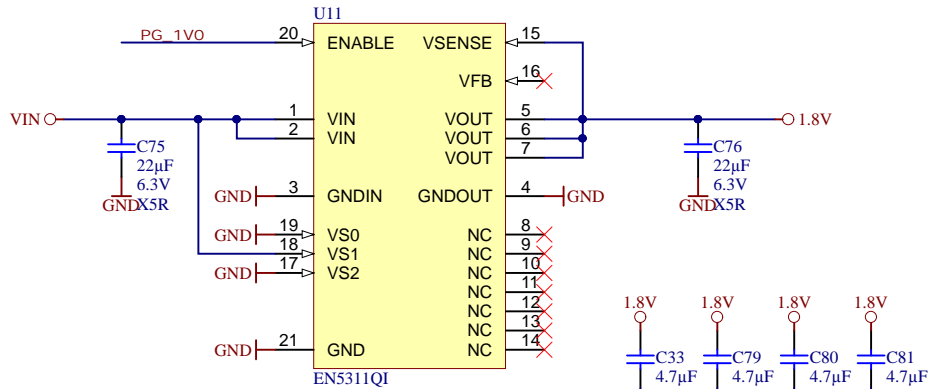 U11
PG_1V0 20 ENABLE VSENSE 15
VFB 16
VIN 1 VIN VOUT 5 1.8V
2 VIN VOUT 6
VOUT 7
C75
22µF
6.3V
X5R
GND
C76
22µF
6.3V
X5R
GND
GND 3 GNDIN GNDOUT 4 GND
GND 19 VS0 NC 8
18 VS1 NC 9
GND 17 VS2 NC 10
NC 11
NC 12
NC 13
GND 21 GND NC 14
EN5311QI
1.8V 1.8V 1.8V 1.8V
C33 C79 C80 C81
4.7µF 4.7µF 4.7µF 4.7µF